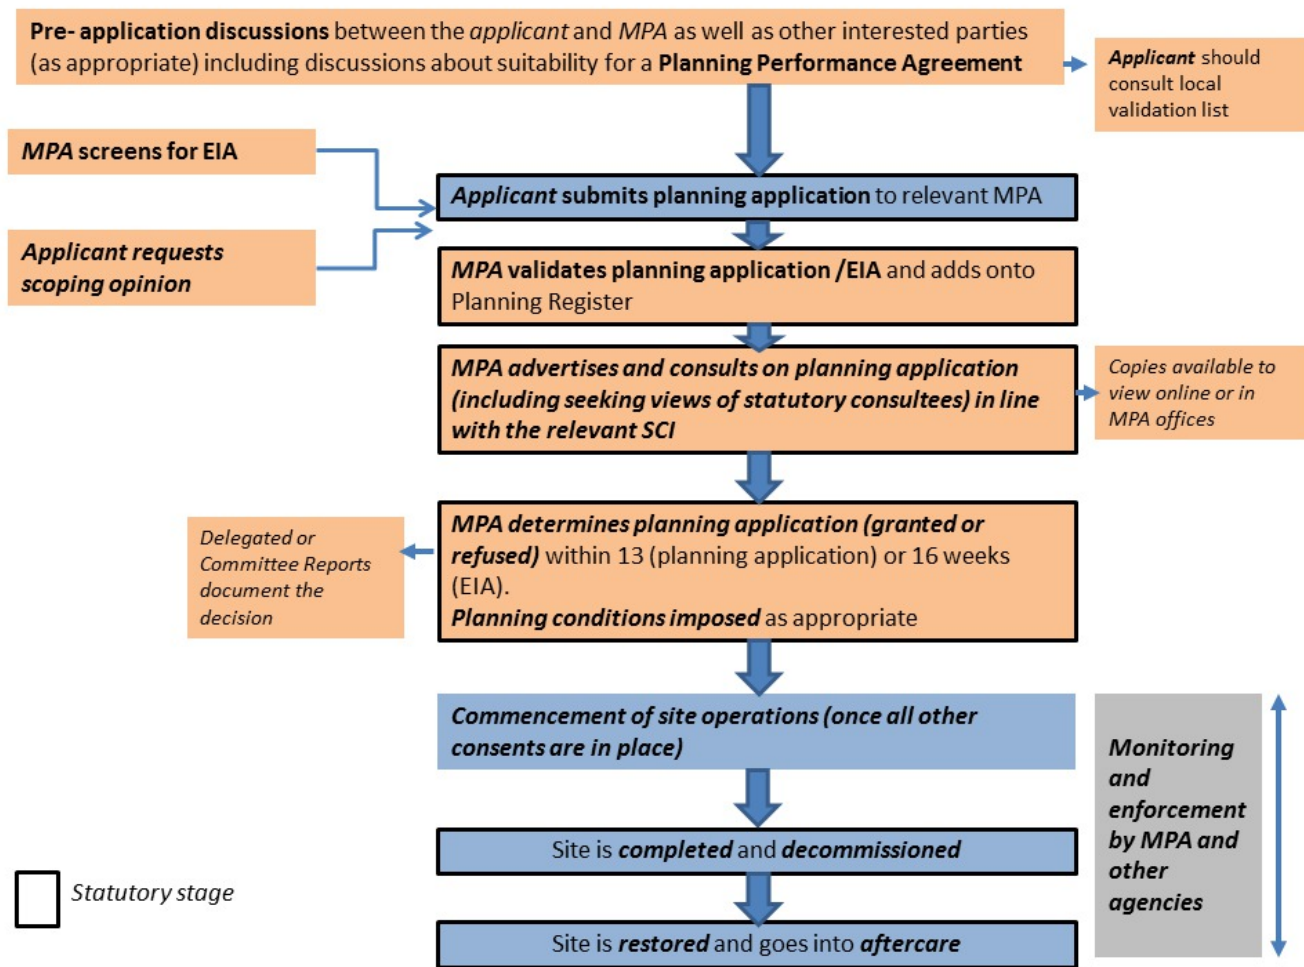 Pre- application discussions between the applicant and MPA as well as other interested parties
(as appropriate) including discussions about suitability for a Planning Performance Agreement
Applicant should
consult local
validation list
MPA screens for EIA
Applicant submits planning application to relevant MPA
Applicant requests
scoping opinion
MPA validates planning application /EIA and adds onto
Planning Register
MPA advertises and consults on planning application
(including seeking views of statutory consultees) in line
with the relevant SCI
Copies available to
view online or in
MPA offices
MPA determines planning application (granted or
refused) within 13 (planning application) or 16 weeks
(EIA).
Planning conditions imposed as appropriate
Delegated or
Committee Reports
document the
decision
Commencement of site operations (once all other
consents are in place)
Monitoring
and
enforcement
by MPA and
other
agencies
Site is completed and decommissioned
Statutory stage
Site is restored and goes into aftercare